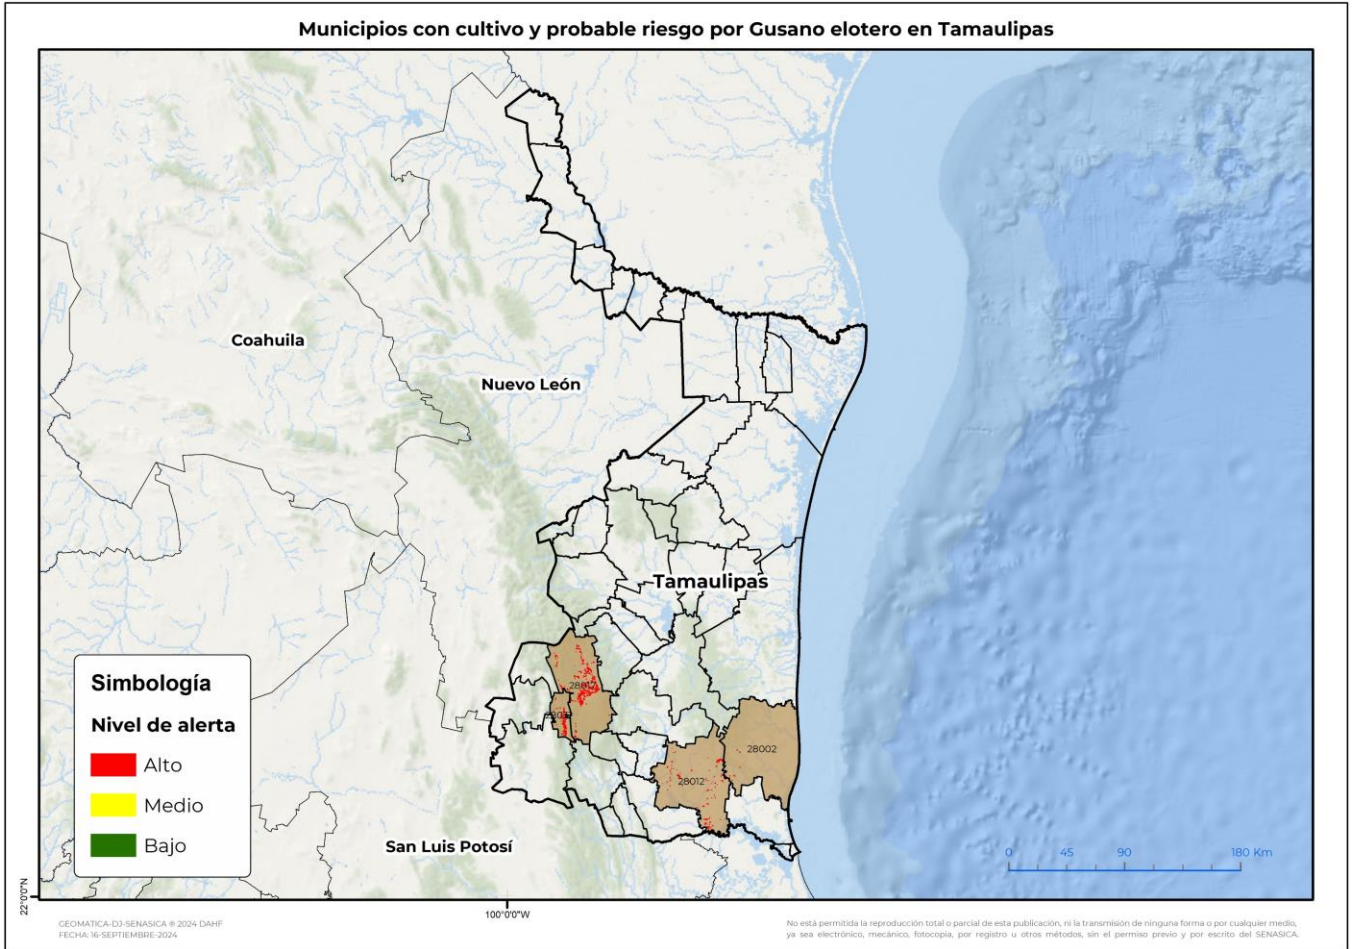 Municipios con cultivo y probable riesgo por Gusano elotero en Tamaulipas
Coahuila
Nuevo León
Tamaulipas
28017
28002
28012
San Luis Potosí
Simbología
Nivel de alerta
Alto
Medio
Bajo
0 45 90 180 Km
22°0'0"N
100°0'0"W
GEOMATICA-DJ-SENASICA ® 2024 DAHF
FECHA: 16-SEPTIEMBRE-2024
No está permitida la reproducción total o parcial de esta publicación, ni la transmisión de ninguna forma o por cualquier medio,
ya sea electrónico, mecánico, fotocopia, por registro u otros métodos, sin el permiso previo y por escrito del SENASICA.